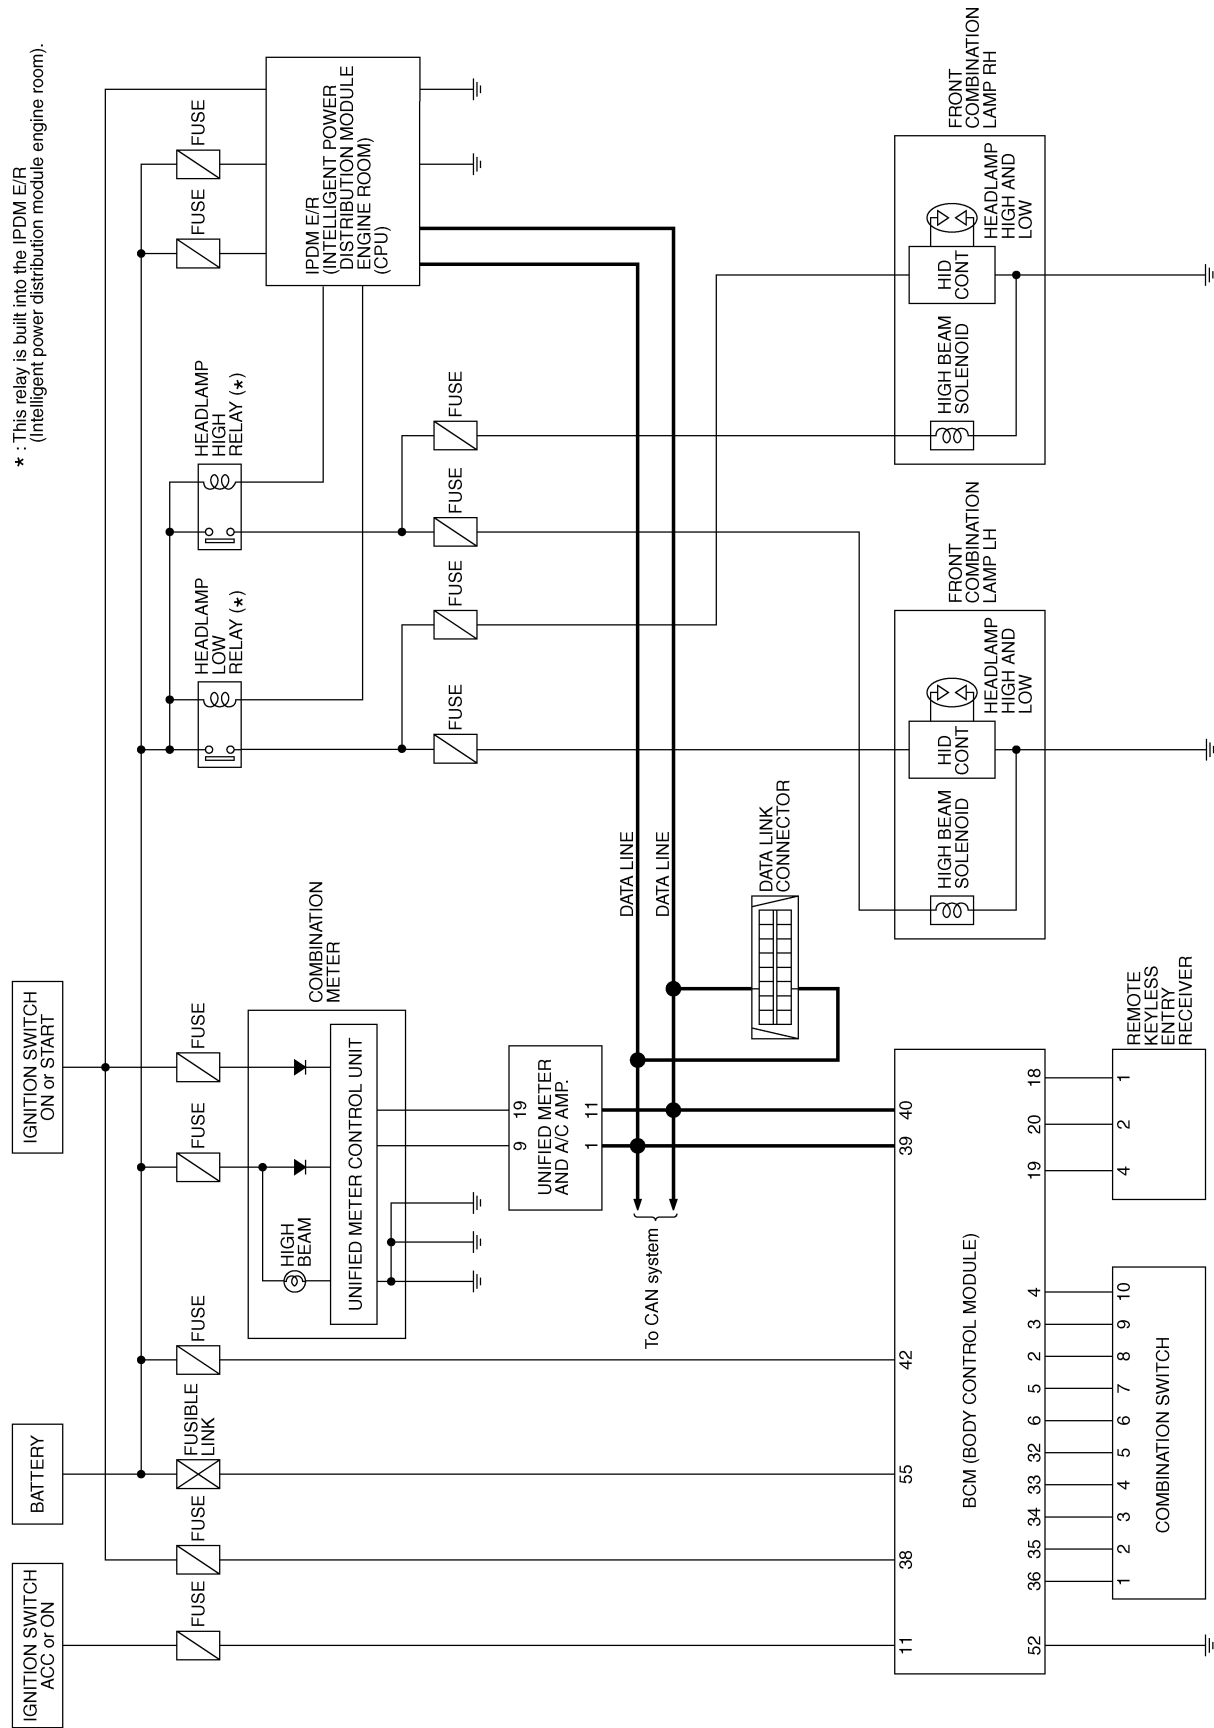 * : This relay is built into the IPDM E/R
(Intelligent power distribution module engine room).
IGNITION SWITCH
ACC or ON
BATTERY
IGNITION SWITCH
ON or START
FUSE
FUSE
FUSIBLE
LINK
FUSE
FUSE
FUSE
HEADLAMP
LOW
RELAY (*)
HEADLAMP
HIGH
RELAY (*)
FUSE
FUSE
HIGH
BEAM
UNIFIED METER CONTROL UNIT
COMBINATION
METER
IPDM E/R
(INTELLIGENT POWER
DISTRIBUTION MODULE
ENGINE ROOM)
(CPU)
FUSE
FUSE
FUSE
FUSE
9
19
UNIFIED METER
AND A/C AMP.
1
11
To CAN system
DATA LINE
DATA LINE
DATA LINK
CONNECTOR
11
38
55
42
39
40
BCM (BODY CONTROL MODULE)
52
36
35
34
33
32
6
5
2
3
4
19
20
18
1
2
3
4
5
6
7
8
9
10
COMBINATION SWITCH
4
2
1
REMOTE
KEYLESS
ENTRY
RECEIVER
HIGH BEAM
SOLENOID
HID
CONT
HEADLAMP
HIGH AND
LOW
FRONT
COMBINATION
LAMP LH
HIGH BEAM
SOLENOID
HID
CONT
HEADLAMP
HIGH AND
LOW
FRONT
COMBINATION
LAMP RH